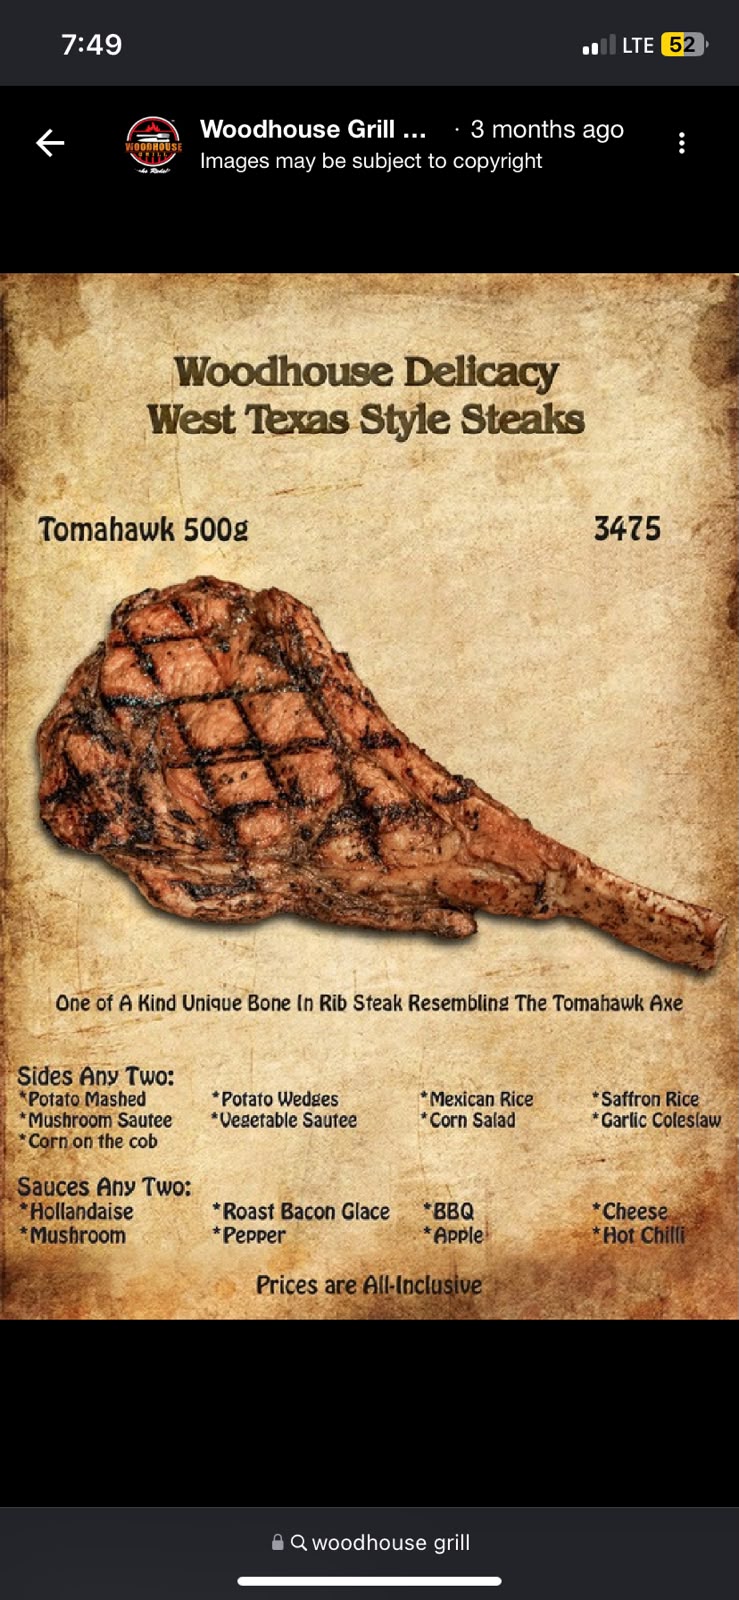 7:49
LTE 52
Woodhouse Grill ... · 3 months ago
WOODHOUSE
GRILL
Images may be subject to copyright
Woodhouse Delicacy
West Texas Style Steaks
Tomahawk 500g 3475
One of A Kind Unique Bone In Rib Steak Resembling The Tomahawk Axe
Sides Any Two:
*Potato Mashed *Potato Wedges *Mexican Rice *Saffron Rice
*Mushroom Sautee *Vegetable Sautee *Corn Salad *Garlic Coleslaw
*Corn on the cob
Sauces Any Two:
*Hollandaise *Roast Bacon Glace *BBQ *Cheese
*Mushroom *Pepper *Apple *Hot Chilli
Prices are All-Inclusive
woodhouse grill